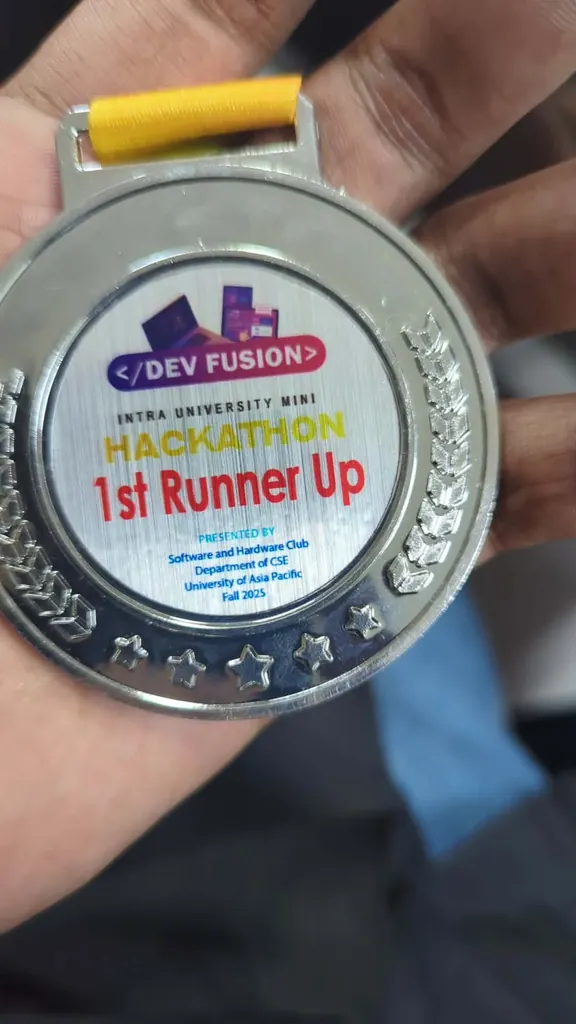 </DEV FUSION>
INTRA UNIVERSITY MINI
HACKATHON
1st Runner Up
PRESENTED BY
Software and Hardware Club
Department of CSE
University of Asia Pacific
Fall 2025